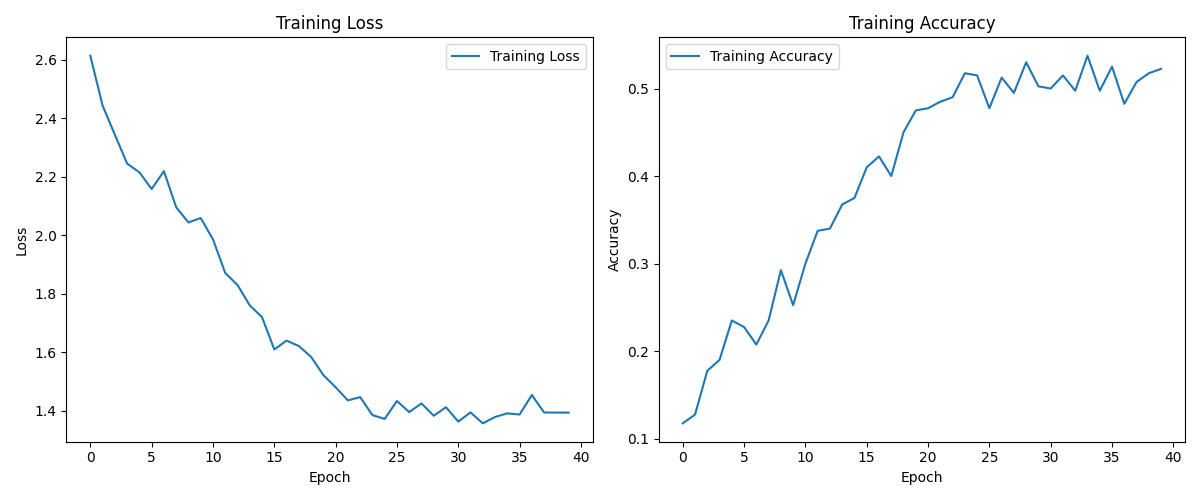 Training Loss
Training Loss
2.6
2.4
2.2
2.0
1.8
1.6
1.4
Loss
0 5 10 15 20 25 30 35 40
Epoch
Training Accuracy
Training Accuracy
0.5
0.4
0.3
0.2
0.1
Accuracy
0 5 10 15 20 25 30 35 40
Epoch